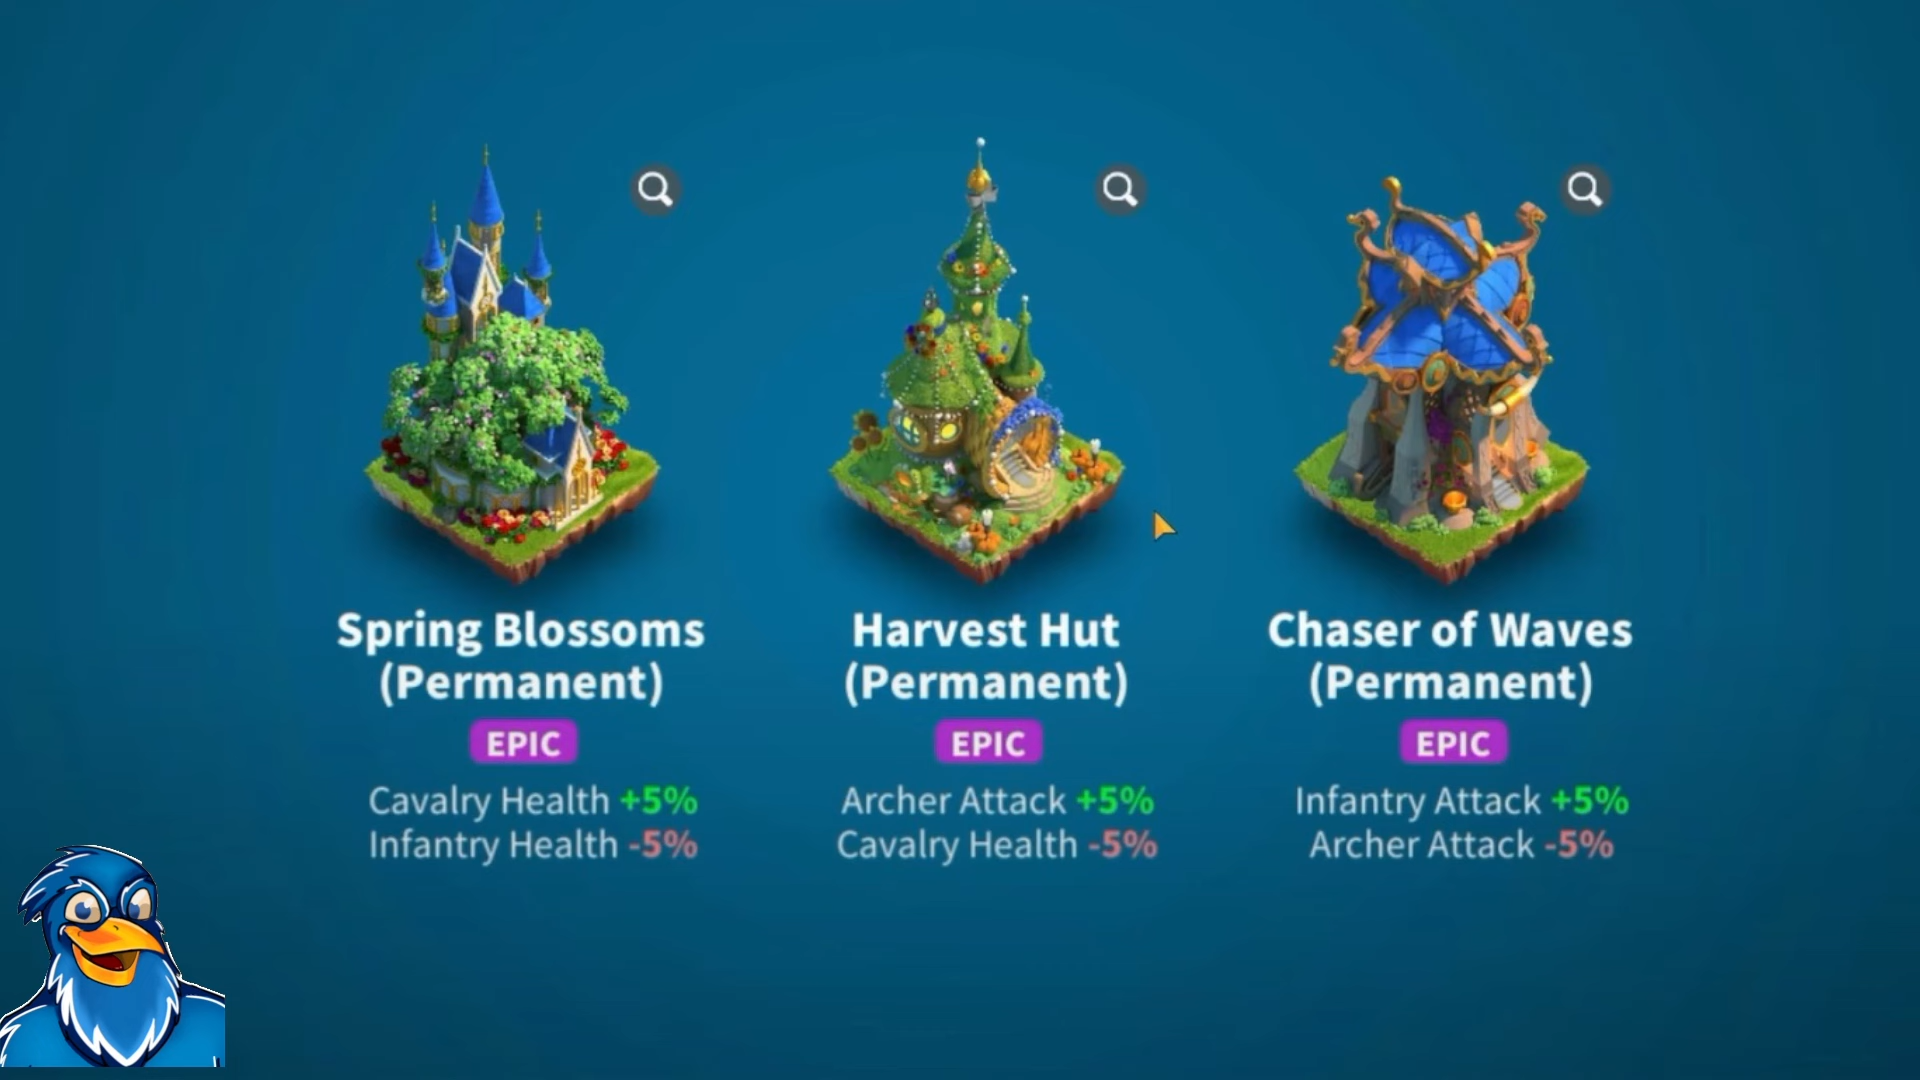 Spring Blossoms
(Permanent)
EPIC
Cavalry Health +5%
Infantry Health -5%
Harvest Hut
(Permanent)
EPIC
Archer Attack +5%
Cavalry Health -5%
Chaser of Waves
(Permanent)
EPIC
Infantry Attack +5%
Archer Attack -5%